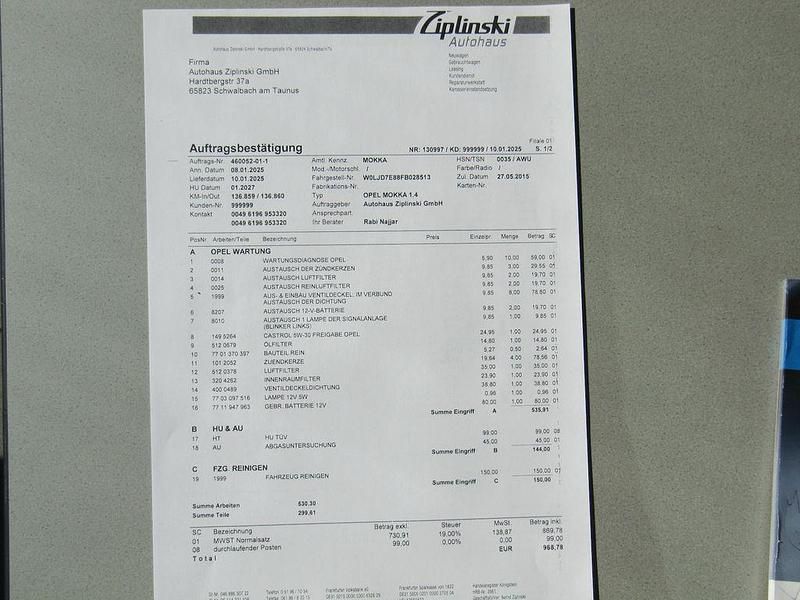 Ziplinski
Autohaus
Autohaus Ziplinski GmbH - Hardtbergstraße 37a - 65824 Schwalbach/Ts
Neuwagen
Gebrauchtwagen
Leasing
Kundendienst
Reparaturwerkstatt
Karosserieinstandsetzung
Firma
Autohaus Ziplinski GmbH
Hardtbergstr 37a
65823 Schwalbach am Taunus
Filiale 01
Auftragsbestätigung NR: 130997 / KD: 999999 / 10.01.2025 S. 1/2
Auftrags-Nr. 460052-01-1 Amtl. Kennz. MOKKA HSN/TSN 0035 / AWU
Ann. Datum 08.01.2025 Mod.-/Motorschl. / Farbe/Radio /
Lieferdatum 10.01.2025 Fahrgestell-Nr. W0LJD7E88FB028513 Zul. Datum 27.05.2015
HU Datum 01.2027 Fabrikations-Nr. Karten-Nr.
KM-In/Out 136.859 / 136.860 Typ OPEL MOKKA 1.4
Kunden-Nr. 999999 Auftraggeber Autohaus Ziplinski GmbH
Kontakt 0049 6196 953320 Ansprechpart.
0049 6196 953320 Ihr Berater Rabi Najjar
PosNr Arbeiten/Teile Bezeichnung Preis Einzelpr. Menge Betrag SC
A OPEL WARTUNG
1 0008 WARTUNGSDIAGNOSE OPEL 5,90 10,00 59,00 01
2 0011 AUSTAUSCH DER ZÜNDKERZEN 9.85 3,00 29.55 01
3 0014 AUSTAUSCH LUFTFILTER 9.85 2,00 19.70 01
4 0025 AUSTAUSCH REINLUFTFILTER 9.85 2,00 19.70 01
5 1999 AUS- & EINBAU VENTILDECKEL: IM VERBUND 9.85 8,00 78.80 01
AUSTAUSCH DER DICHTUNG
6 8207 AUSTAUSCH 12-V-BATTERIE 9.85 2,00 19.70 01
7 8010 AUSTAUSCH 1 LAMPE DER SIGNALANLAGE 9.85 1,00 9.85 01
(BLINKER LINKS)
8 149 5264 CASTROL 5W-30 FREIGABE OPEL 24.95 1,00 24.95 01
9 512 0679 ÖLFILTER 14.80 1,00 14.80 01
10 77 01 370 397 BAUTEIL REIN 5.27 0.50 2.64 01
11 101 2052 ZUENDKERZE 19.64 4.00 78,56 01
12 512 0378 LUFTFILTER 35.00 1,00 35.00 01
13 320 4262 INNENRAUMFILTER 23.90 1,00 23.90 01
14 400 0489 VENTILDECKELDICHTUNG 38,80 1,00 38,80 01
15 77 03 097 516 LAMPE 12V 5W 0,96 1,00 0,96 01
16 77 11 947 963 GEBR. BATTERIE 12V 80,00 1,00 80,00 01
Summe Eingriff A 535,91
B HU & AU
17 HT HU TÜV 99,00 99,00 08
18 AU ABGASUNTERSUCHUNG 45,00 45,00 01
Summe Eingriff B 144,00
C FZG. REINIGEN
19 1999 FAHRZEUG REINIGEN 150,00 150,00 01
Summe Eingriff C 150,00
Summe Arbeiten 530,30
Summe Teile 299,61
SC Bezeichnung Betrag exkl. Steuer MwSt. Betrag inkl.
01 MWST Normalsatz 730,91 19,00% 138,87 869,78
08 durchlaufender Posten 99,00 0,00% 0,00 99,00
Total EUR 968,78